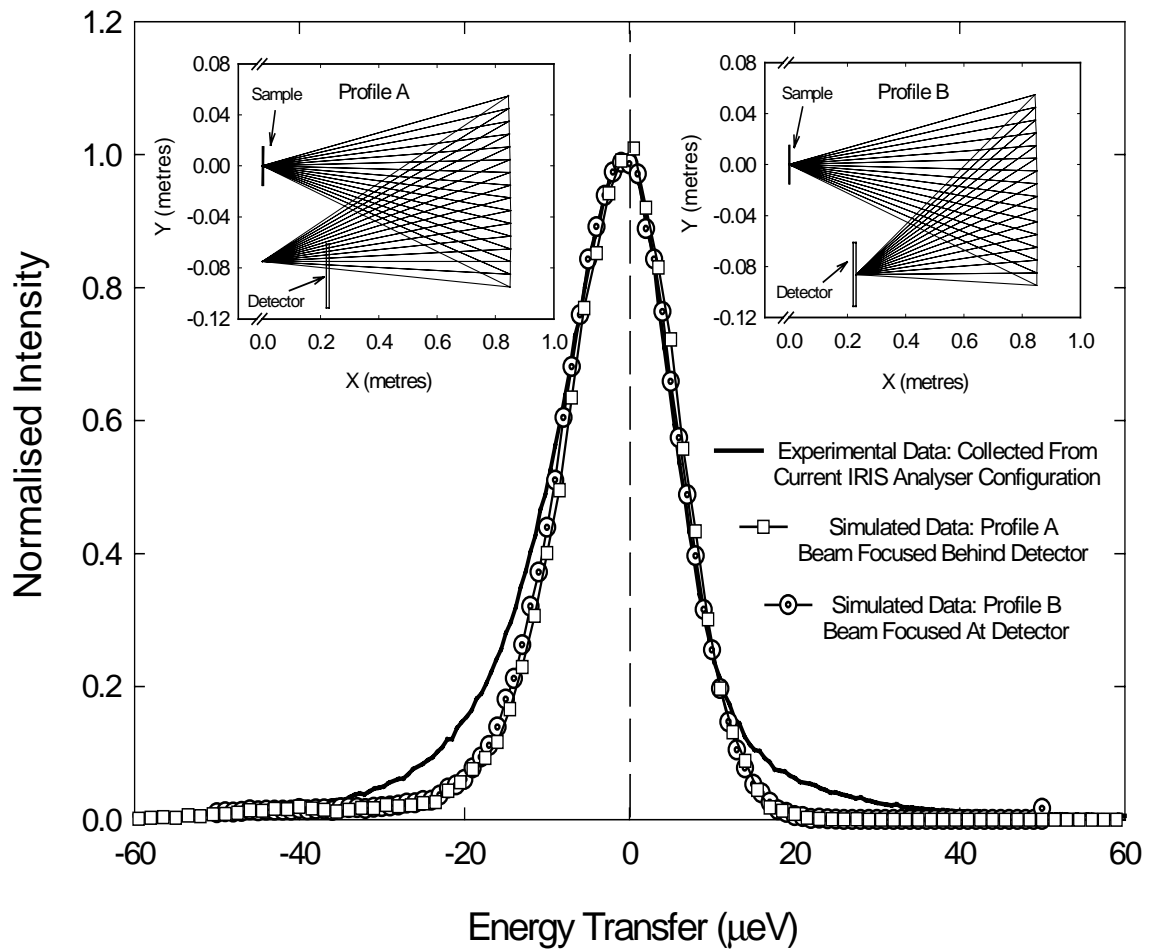 1.2
1.0
0.8
0.6
0.4
0.2
0.0
Normalised Intensity
-60
-40
-20
0
20
40
60
Energy Transfer (µeV)
0.08
0.04
0.00
-0.04
-0.08
-0.12
Y (metres)
Sample
Profile A
Detector
0.0
0.2
0.4
0.6
0.8
1.0
X (metres)
0.08
0.04
0.00
-0.04
-0.08
-0.12
Y (metres)
Sample
Profile B
Detector
0.0
0.2
0.4
0.6
0.8
1.0
X (metres)
Experimental Data: Collected From
Current IRIS Analyser Configuration
Simulated Data: Profile A
Beam Focused Behind Detector
Simulated Data: Profile B
Beam Focused At Detector